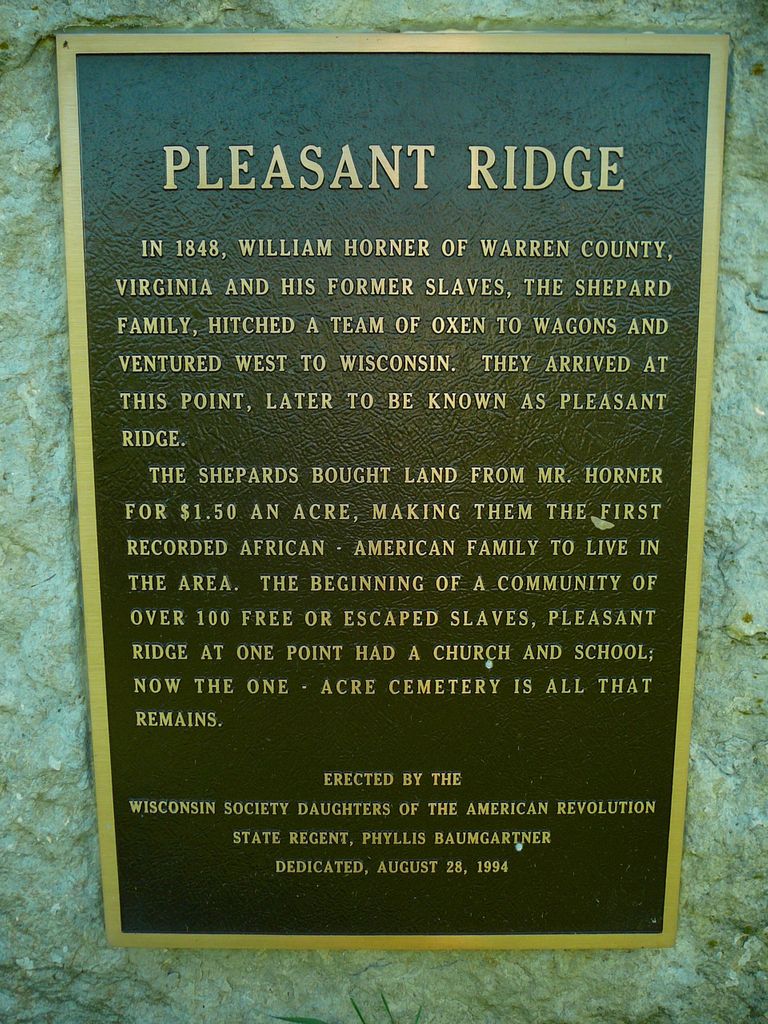 PLEASANT RIDGE
IN 1848, WILLIAM HORNER OF WARREN COUNTY,
VIRGINIA AND HIS FORMER SLAVES, THE SHEPARD
FAMILY, HITCHED A TEAM OF OXEN TO WAGONS AND
VENTURED WEST TO WISCONSIN. THEY ARRIVED AT
THIS POINT, LATER TO BE KNOWN AS PLEASANT
RIDGE.
THE SHEPARDS BOUGHT LAND FROM MR. HORNER
FOR $1.50 AN ACRE, MAKING THEM THE FIRST
RECORDED AFRICAN - AMERICAN FAMILY TO LIVE IN
THE AREA. THE BEGINNING OF A COMMUNITY OF
OVER 100 FREE OR ESCAPED SLAVES, PLEASANT
RIDGE AT ONE POINT HAD A CHURCH AND SCHOOL;
NOW THE ONE - ACRE CEMETERY IS ALL THAT
REMAINS.
ERECTED BY THE
WISCONSIN SOCIETY DAUGHTERS OF THE AMERICAN REVOLUTION
STATE REGENT, PHYLLIS BAUMGARTNER
DEDICATED, AUGUST 28, 1994